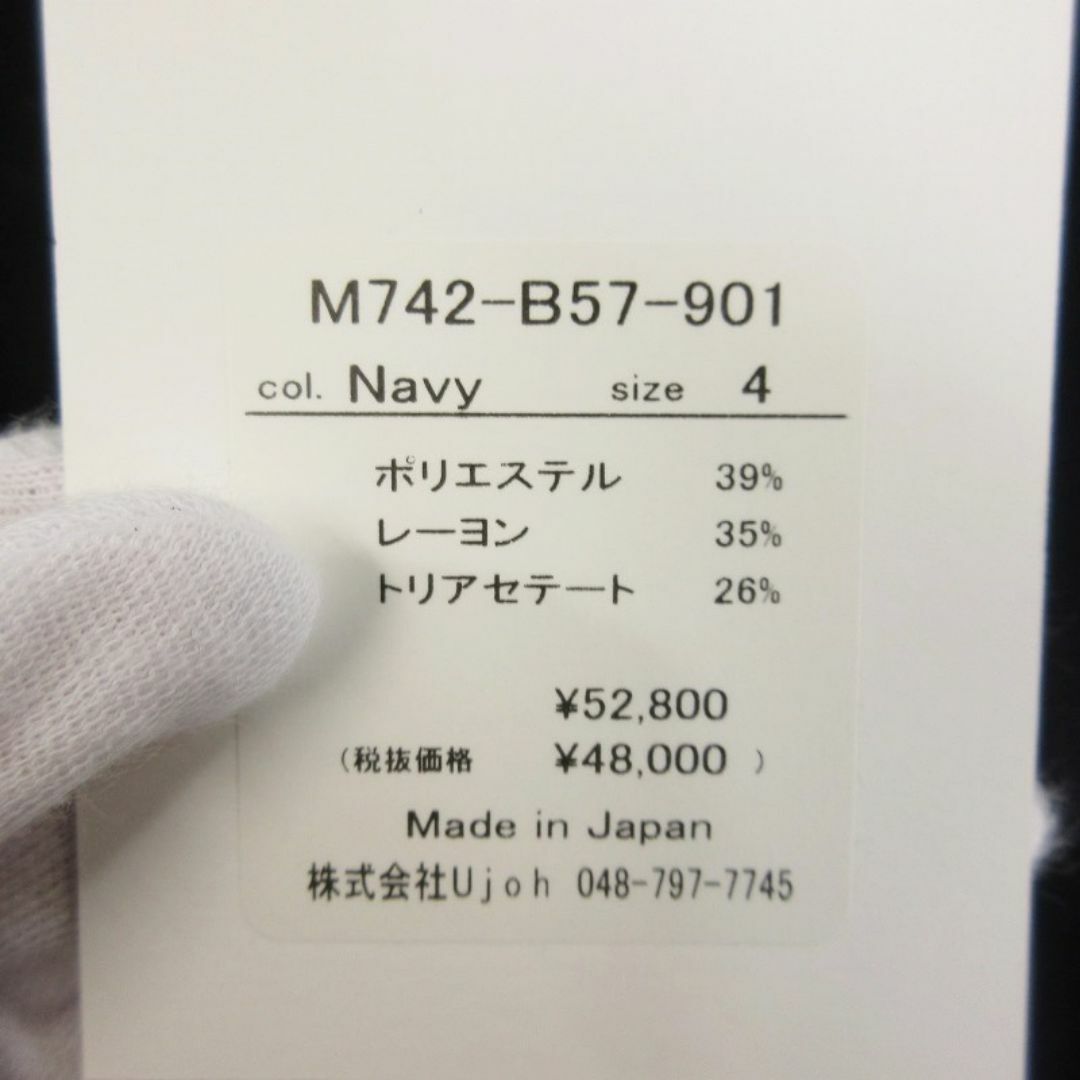 M742-B57-901
col. Navy size 4
ポリエステル 39%
レーヨン 35%
トリアセテート 26%
¥52,800
(税抜価格 ¥48,000 )
Made in Japan
株式会社Ujoh 048-797-7745